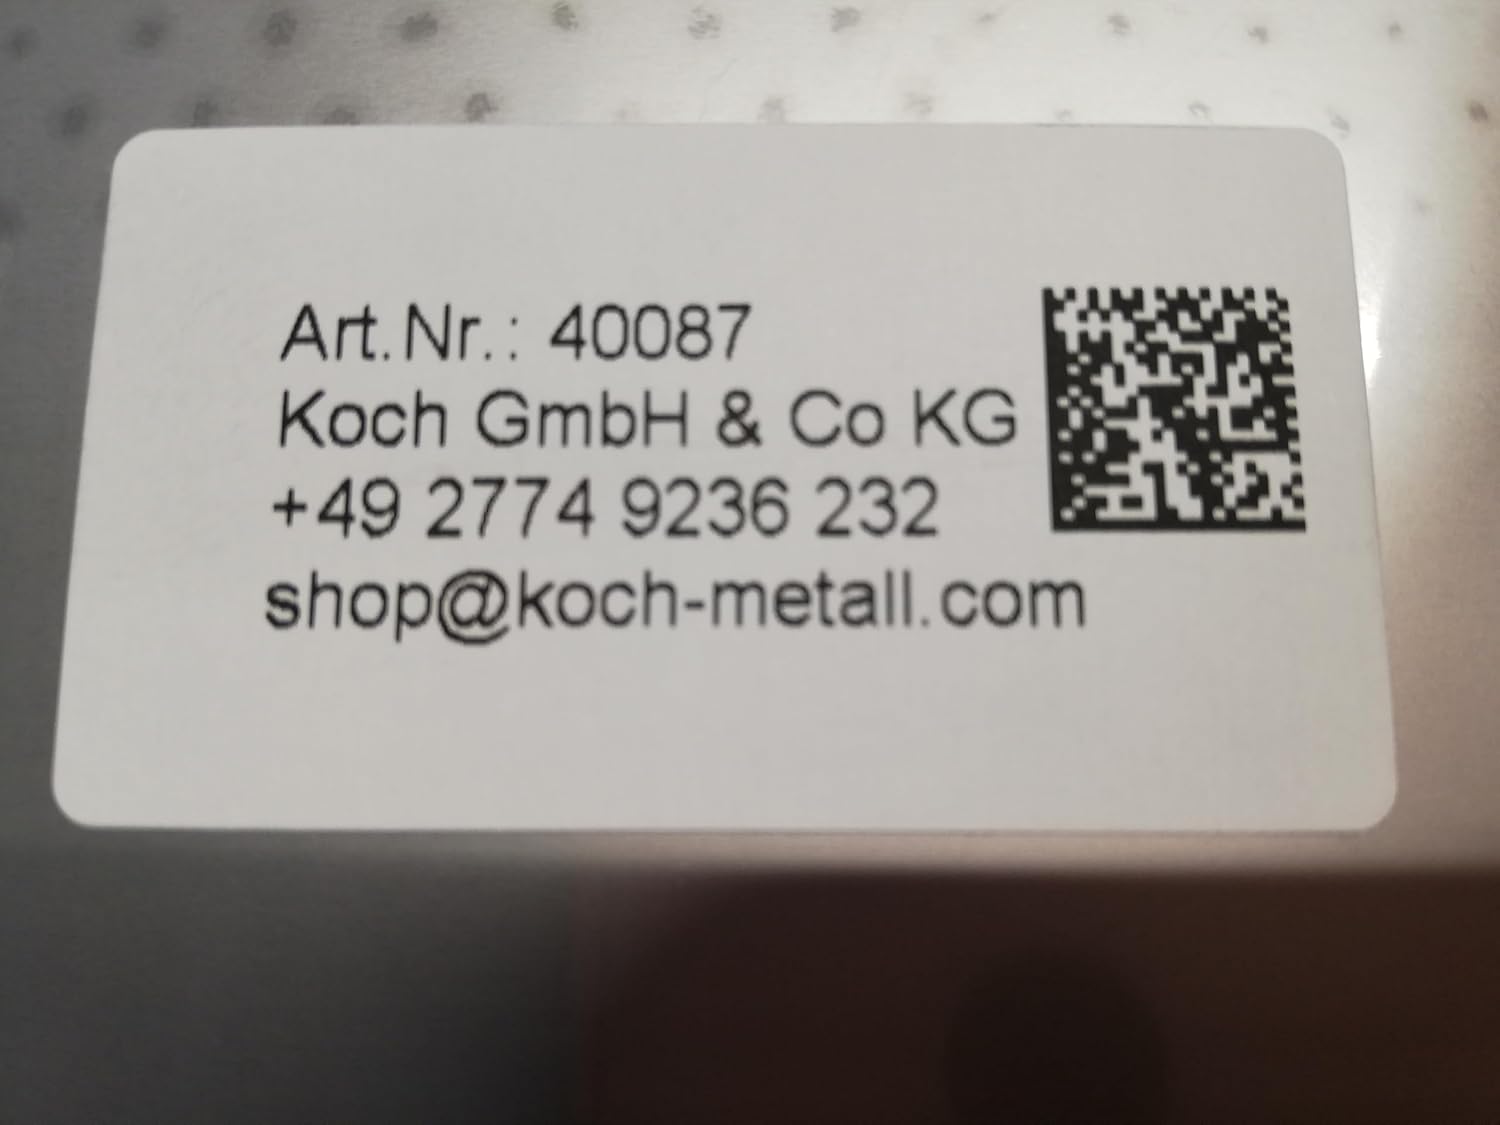 Art.Nr.: 40087
Koch GmbH & Co KG
+49 2774 9236 232
shop@koch-metall.com